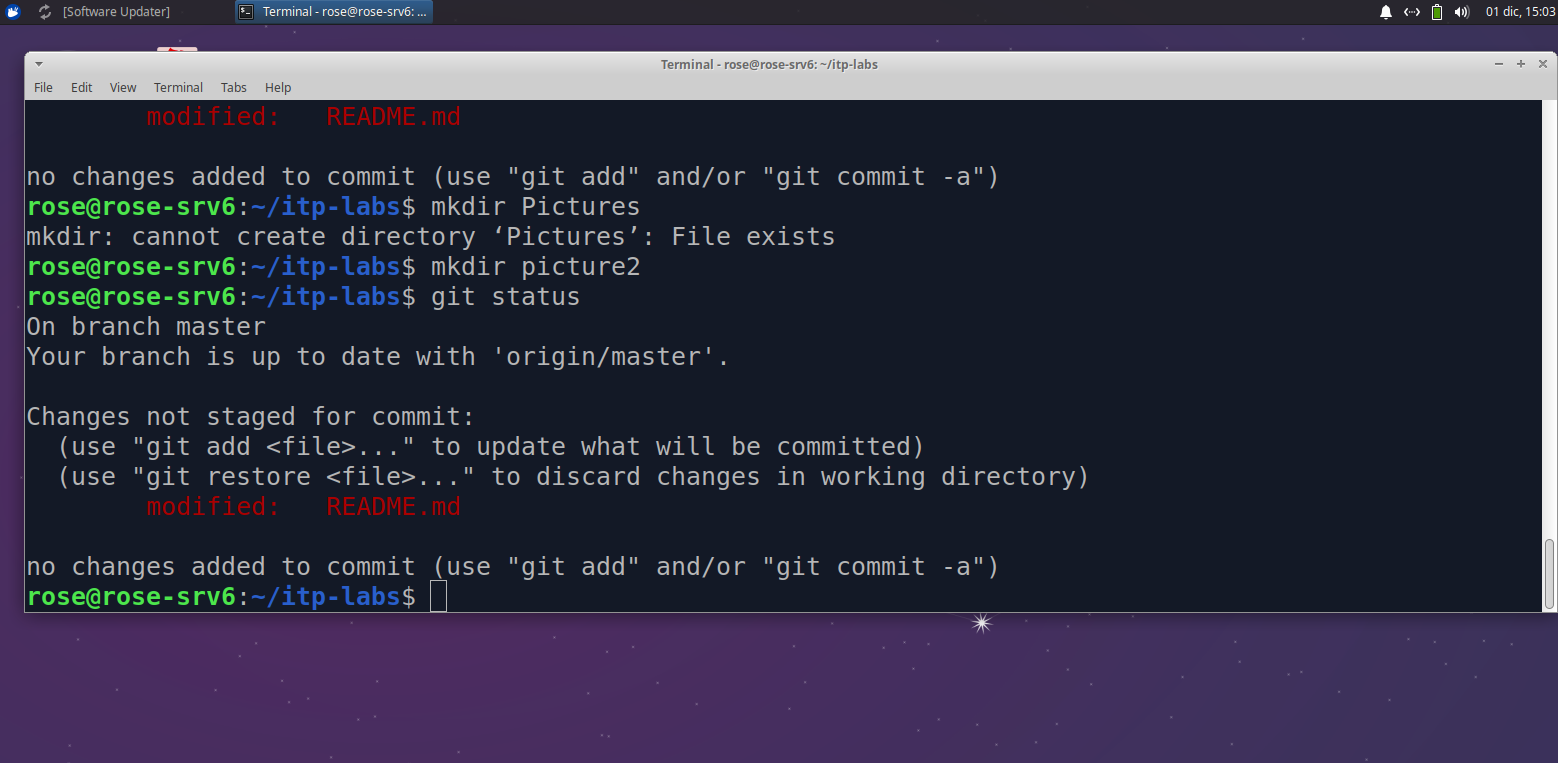 [Software Updater]
Terminal - rose@rose-srv6: ...
01 dic, 15:03
Terminal - rose@rose-srv6: ~/itp-labs
File Edit View Terminal Tabs Help
modified:   README.md
no changes added to commit (use "git add" and/or "git commit -a")
rose@rose-srv6:~/itp-labs$ mkdir Pictures
mkdir: cannot create directory ‘Pictures’: File exists
rose@rose-srv6:~/itp-labs$ mkdir picture2
rose@rose-srv6:~/itp-labs$ git status
On branch master
Your branch is up to date with 'origin/master'.
Changes not staged for commit:
  (use "git add <file>..." to update what will be committed)
  (use "git restore <file>..." to discard changes in working directory)
modified:   README.md
no changes added to commit (use "git add" and/or "git commit -a")
rose@rose-srv6:~/itp-labs$